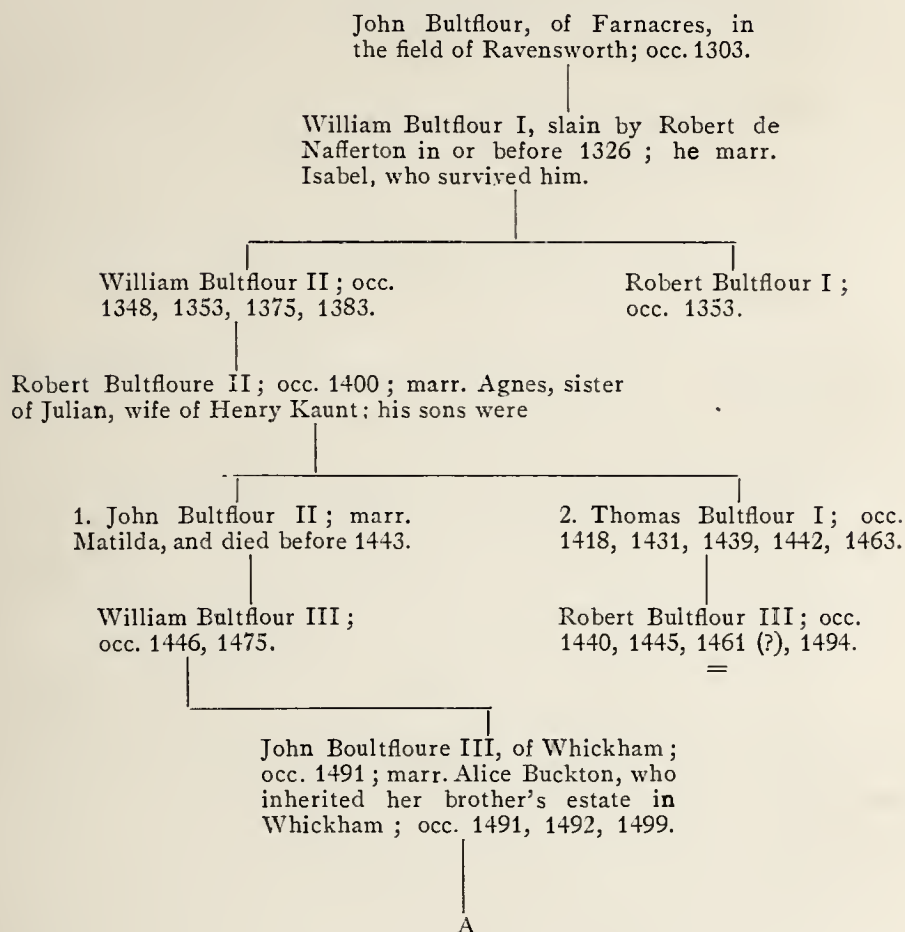 John Bultflour, of Farnacres, in
the field of Ravensworth; occ. 1303.
William Bultflour I, slain by Robert de
Nafferton in or before 1326 ; he marr.
Isabel, who survived him.
William Bultflour II ; occ.
1348, 1353, 1375, 1383.
Robert Bultflour I ;
occ. 1353.
Robert Bultfloure II; occ. 1400 ; marr. Agnes, sister
of Julian, wife of Henry Kaunt; his sons were
1. John Bultflour II ; marr.
Matilda, and died before 1443.
2. Thomas Bultflour I; occ.
1418, 1431, 1439, 1442, 1463.
William Bultflour III ;
occ. 1446, 1475.
Robert Bultflour III; occ.
1440, 1445, 1461 (?), 1494.
=
John Boultfloure III, of Whickham ;
occ. 1491 ; marr. Alice Buckton, who
inherited her brother's estate in
Whickham ; occ. 1491, 1492, 1499.
A